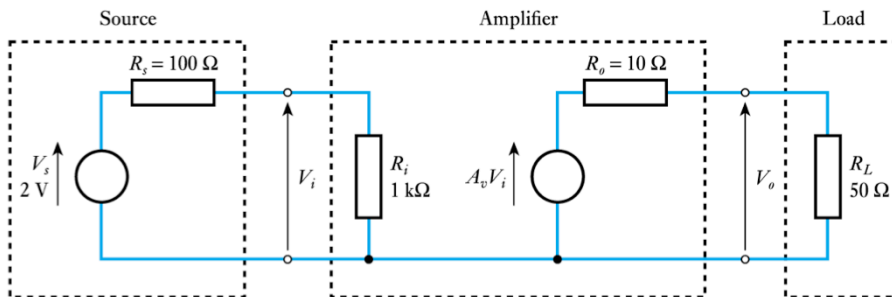 Source
Amplifier
Load
R_s = 100 Ω
R_o = 10 Ω
V_s
2 V
V_i
R_i
1 kΩ
A_vV_i
V_o
R_L
50 Ω